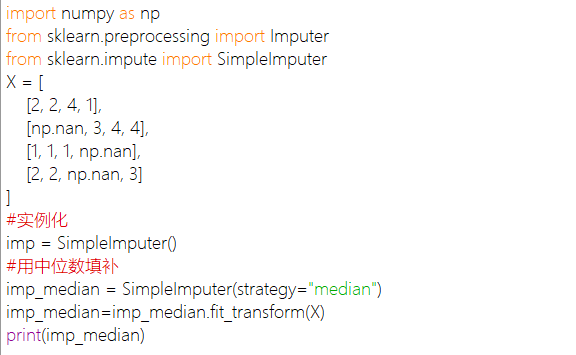 import numpy as np
from sklearn.preprocessing import Imputer
from sklearn.impute import SimpleImputer
X = [
    [2, 2, 4, 1],
    [np.nan, 3, 4, 4],
    [1, 1, 1, np.nan],
    [2, 2, np.nan, 3]
]
#实例化
imp = SimpleImputer()
#用中位数填补
imp_median = SimpleImputer(strategy="median")
imp_median=imp_median.fit_transform(X)
print(imp_median)